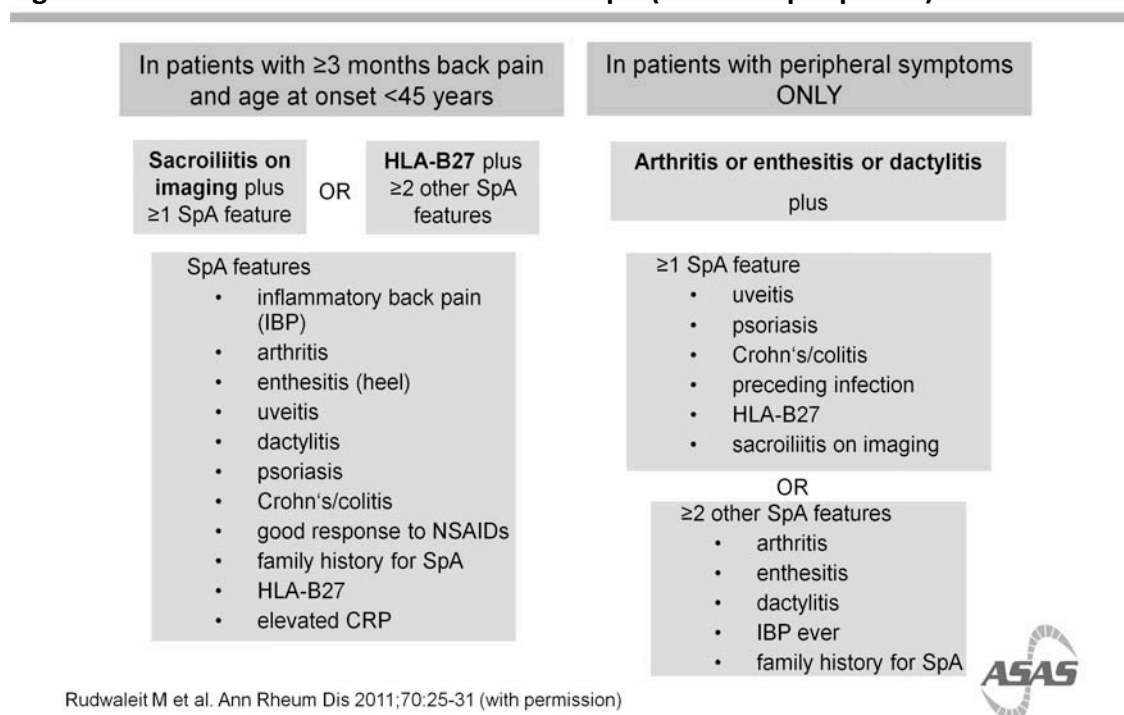 In patients with ≥3 months back pain
and age at onset <45 years
In patients with peripheral symptoms
ONLY
Sacroiliitis on
imaging plus
≥1 SpA feature
OR
HLA-B27 plus
≥2 other SpA
features
Arthritis or enthesitis or dactylitis
plus
SpA features
• inflammatory back pain
(IBP)
• arthritis
• enthesitis (heel)
• uveitis
• dactylitis
• psoriasis
• Crohn‘s/colitis
• good response to NSAIDs
• family history for SpA
• HLA-B27
• elevated CRP
≥1 SpA feature
• uveitis
• psoriasis
• Crohn‘s/colitis
• preceding infection
• HLA-B27
• sacroiliitis on imaging
OR
≥2 other SpA features
• arthritis
• enthesitis
• dactylitis
• IBP ever
• family history for SpA
Rudwaleit M et al. Ann Rheum Dis 2011;70:25-31 (with permission)
ASAS